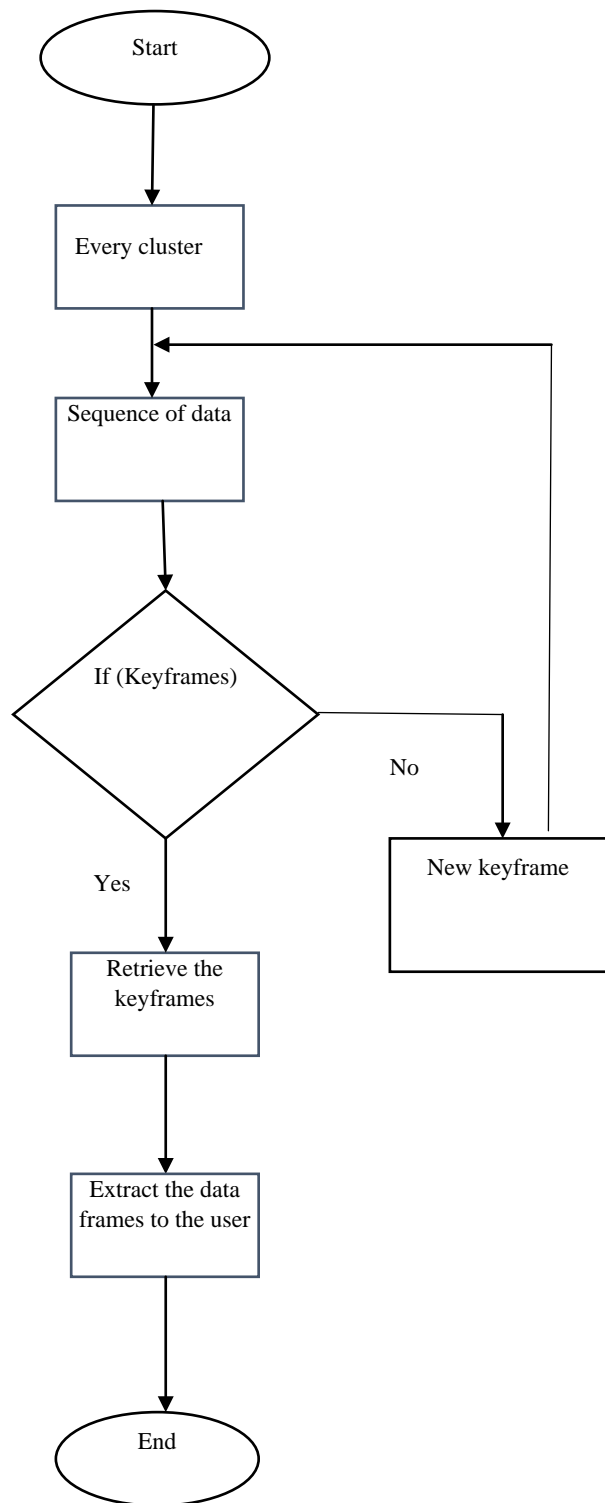 Start
Every cluster
Sequence of data
If (Keyframes)
No
New keyframe
Yes
Retrieve the
keyframes
Extract the data
frames to the user
End